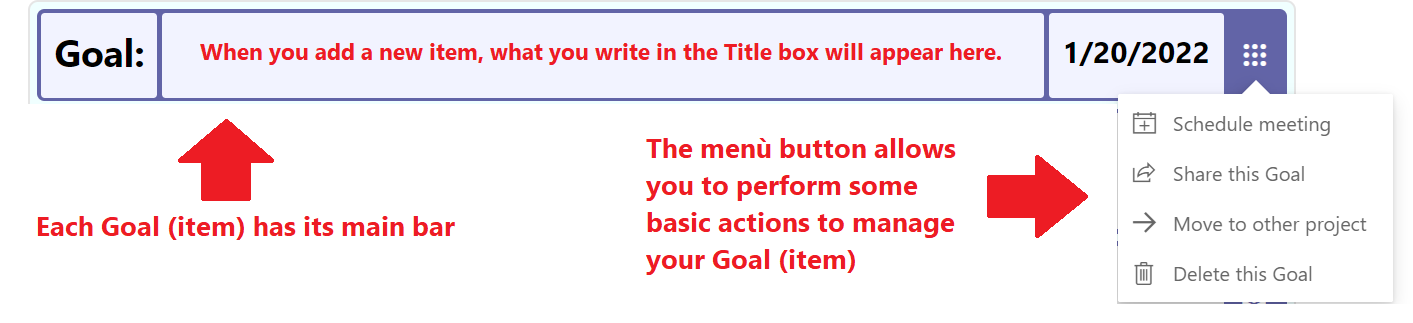 Goal:
When you add a new item, what you write in the Title box will appear here.
1/20/2022
Each Goal (item) has its main bar
The menù button allows
you to perform some
basic actions to manage
your Goal (item)
Schedule meeting
Share this Goal
Move to other project
Delete this Goal